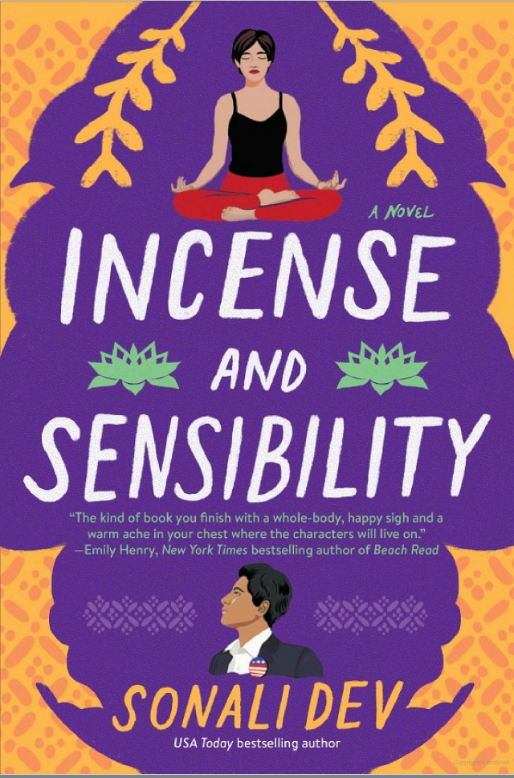 A NOVEL
INCENSE
AND
SENSIBILITY
“The kind of book you finish with a whole-body, happy sigh and a
warm ache in your chest where the characters will live on.”
—Emily Henry, New York Times bestselling author of Beach Read
SONALI DEV
USA Today bestselling author